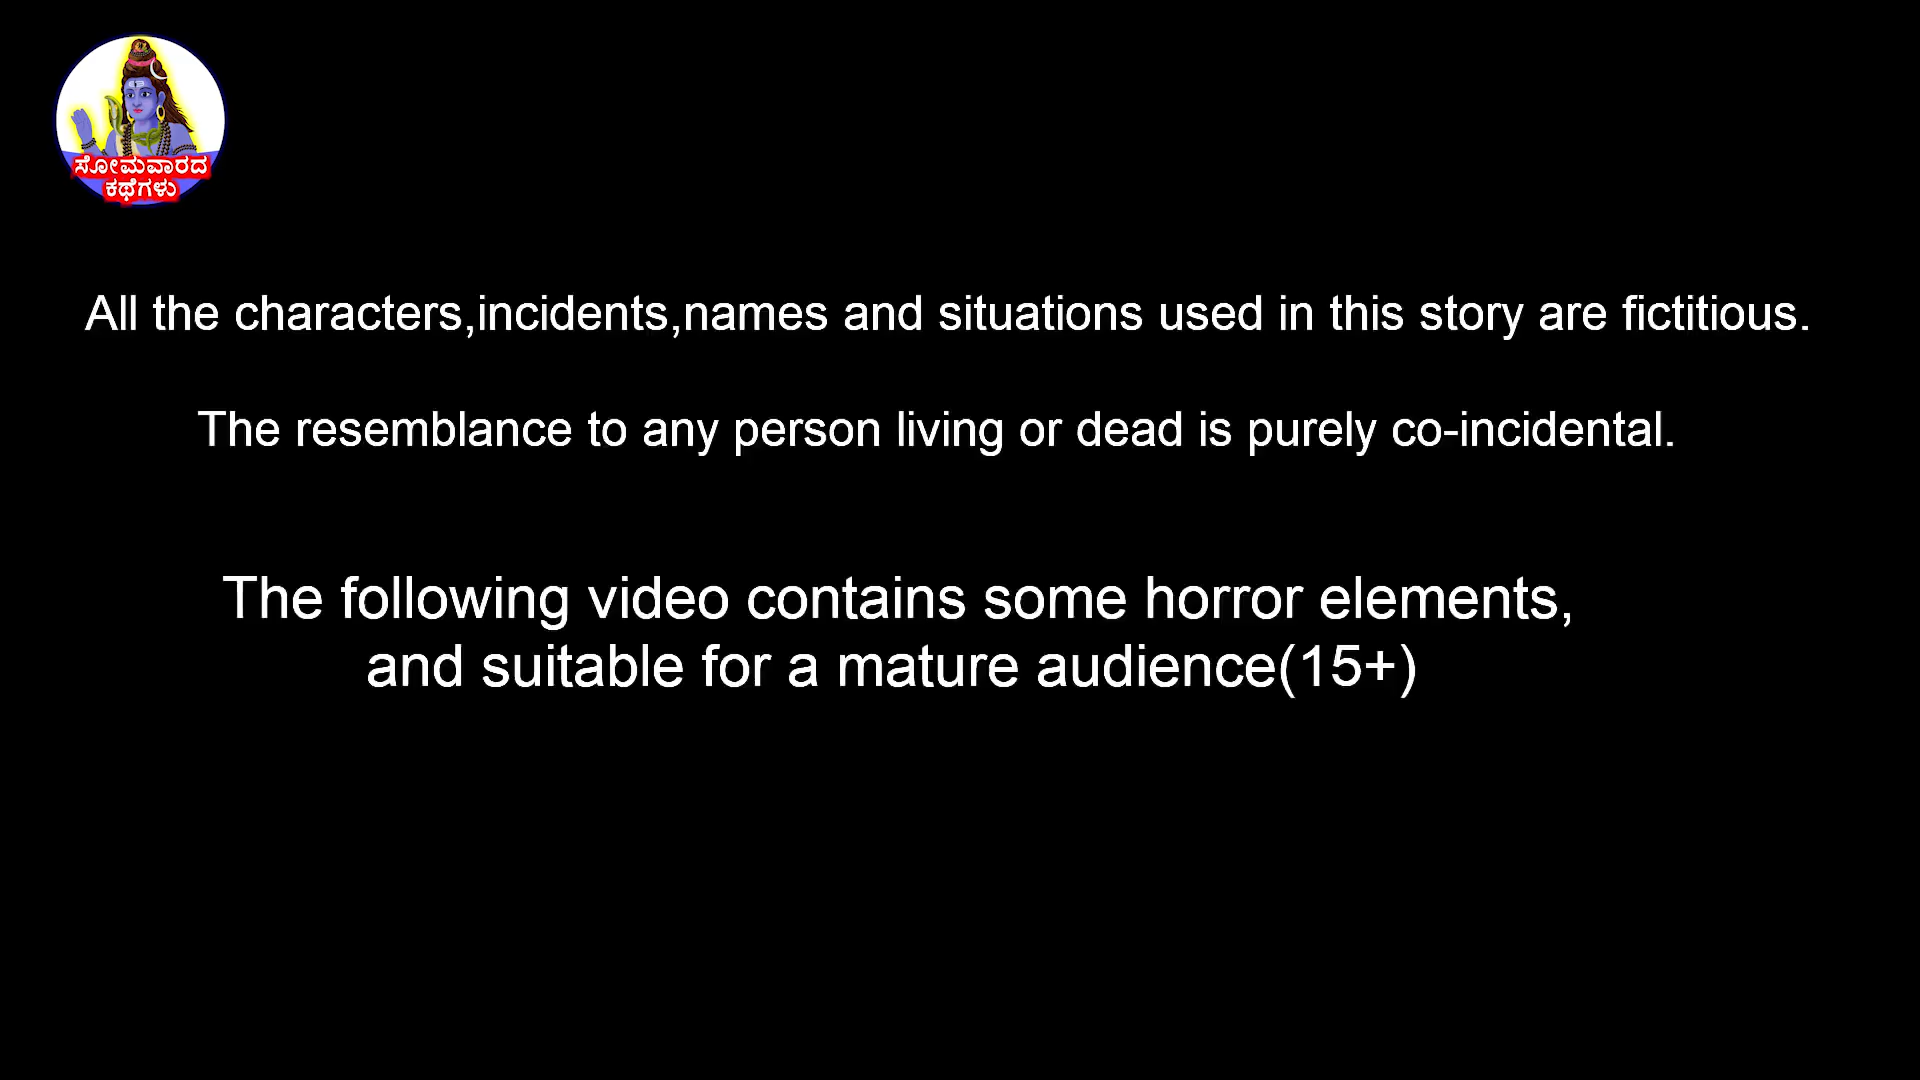 ಸೋಮವಾರದ
ಕಥೆಗಳು
All the characters,incidents,names and situations used in this story are fictitious.
The resemblance to any person living or dead is purely co-incidental.
The following video contains some horror elements,
and suitable for a mature audience(15+)